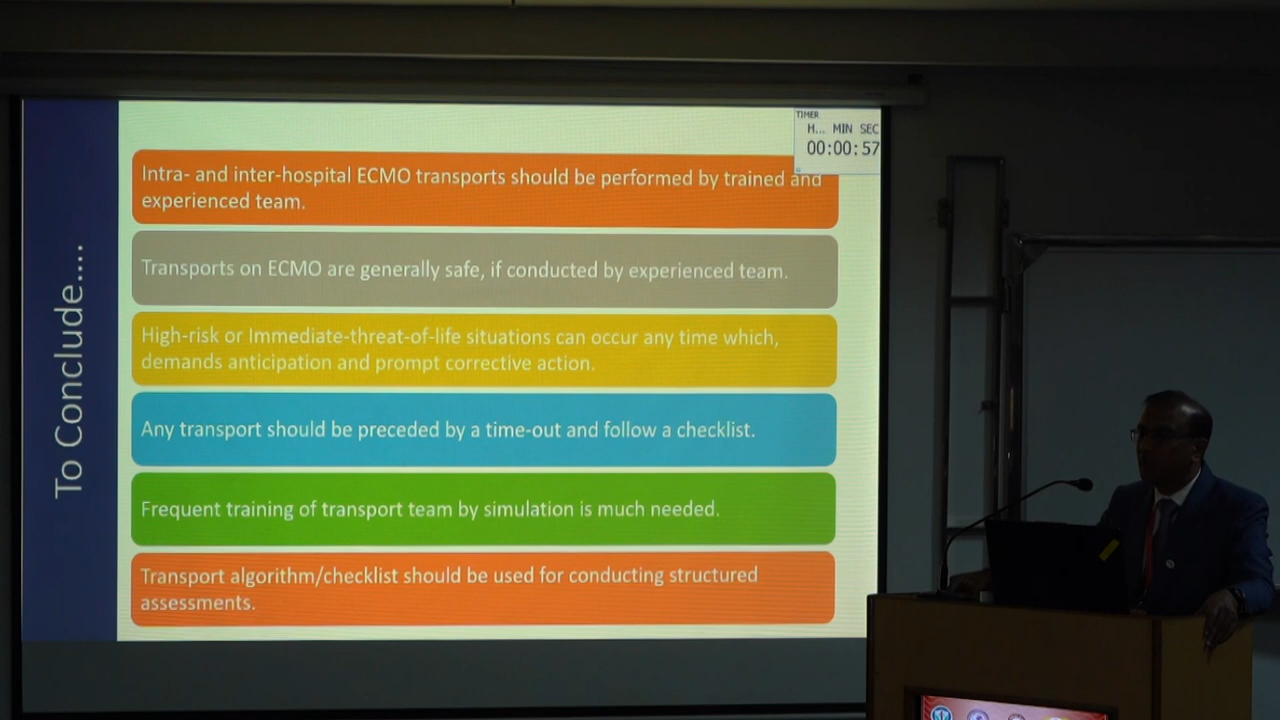 To Conclude....
TIMER
H... MIN SEC
00:00:57
Intra- and inter-hospital ECMO transports should be performed by trained and
experienced team.
Transports on ECMO are generally safe, if conducted by experienced team.
High-risk or Immediate-threat-of-life situations can occur any time which,
demands anticipation and prompt corrective action.
Any transport should be preceded by a time-out and follow a checklist.
Frequent training of transport team by simulation is much needed.
Transport algorithm/checklist should be used for conducting structured
assessments.